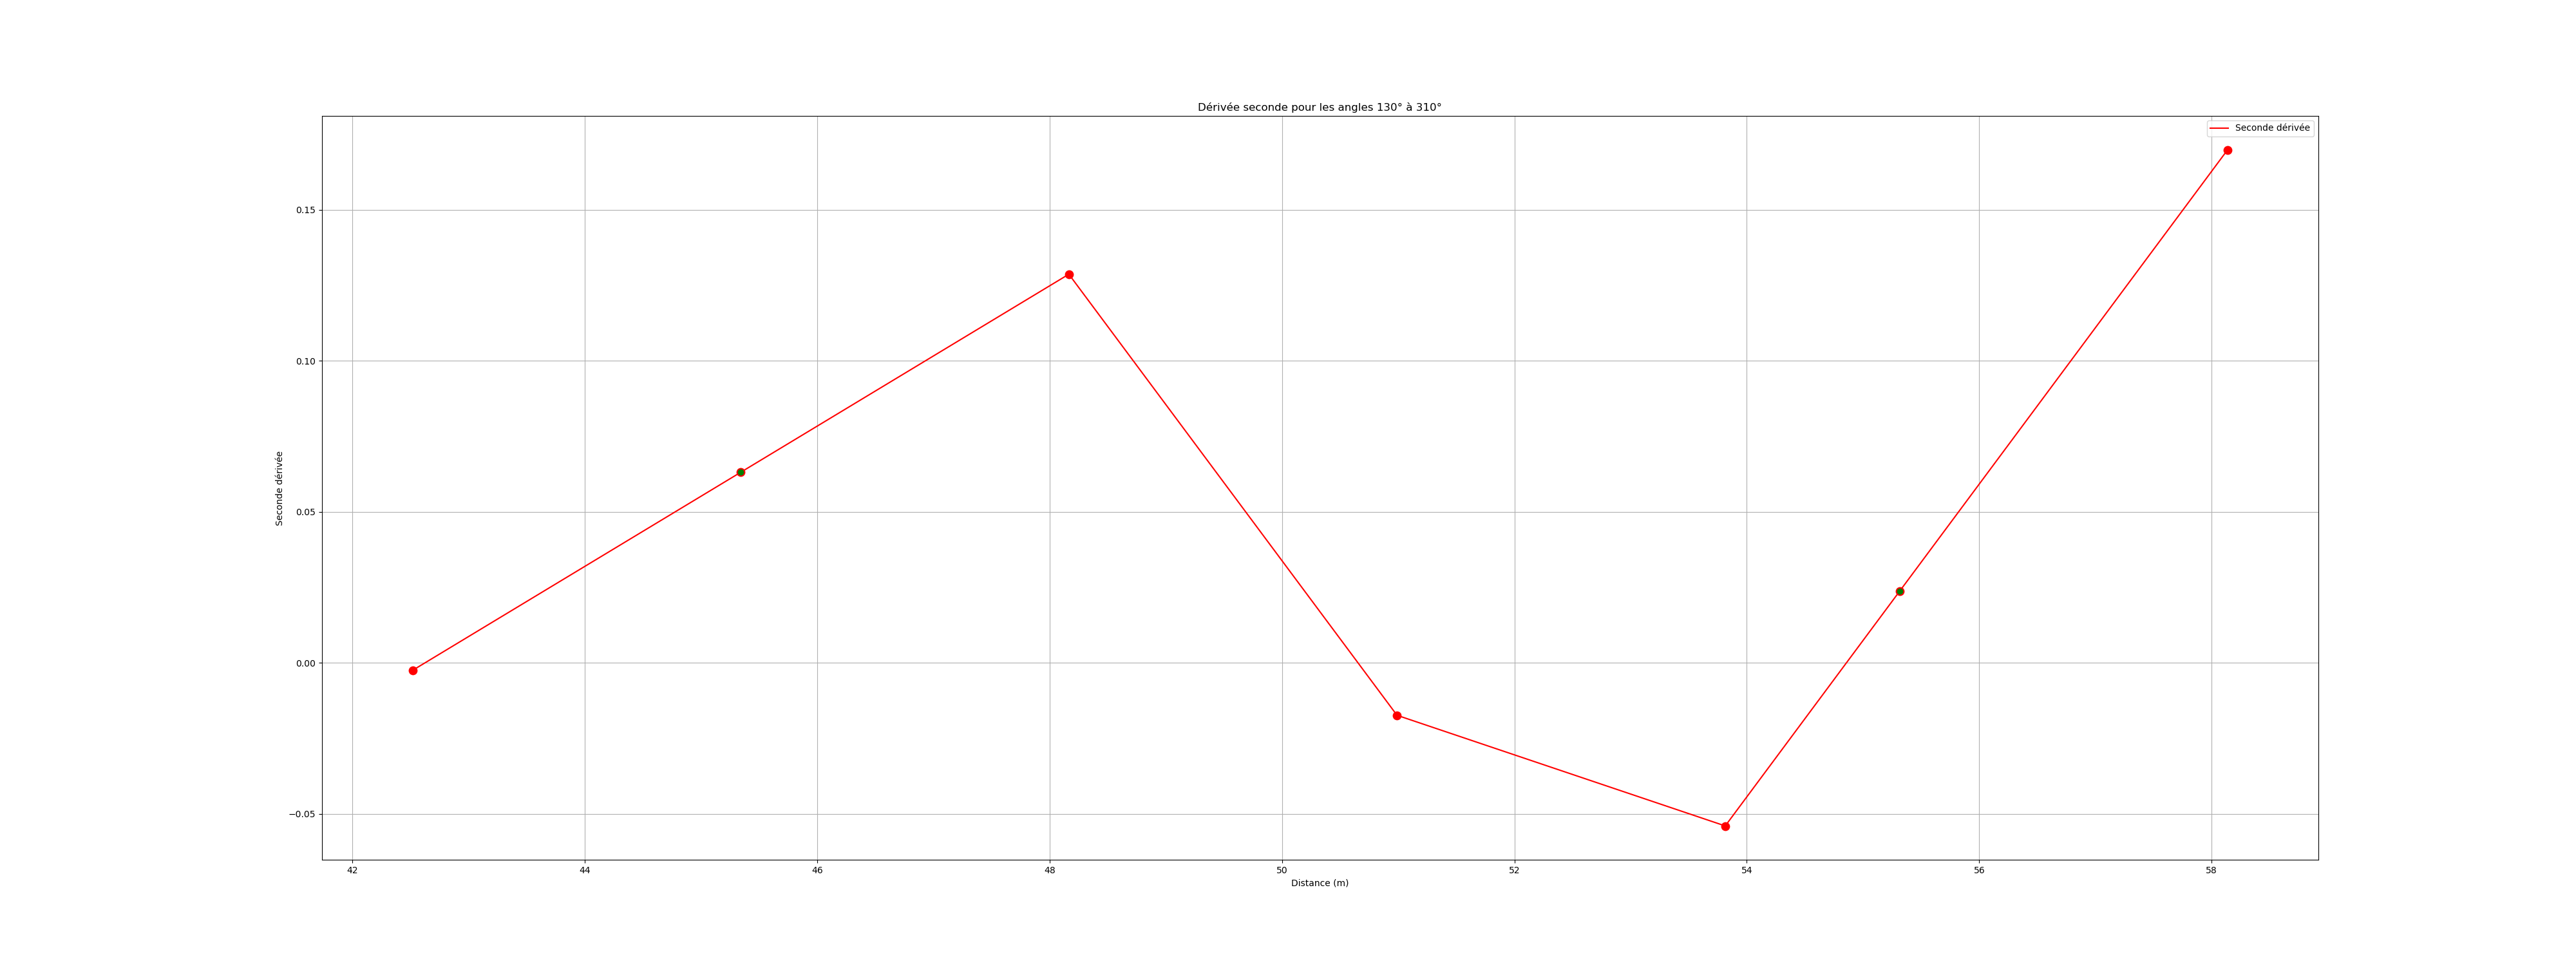 Dérivée seconde pour les angles 130° à 310°
Seconde dérivée
0.15
0.10
0.05
0.00
−0.05
Seconde dérivée
42 44 46 48 50 52 54 56 58
Distance (m)